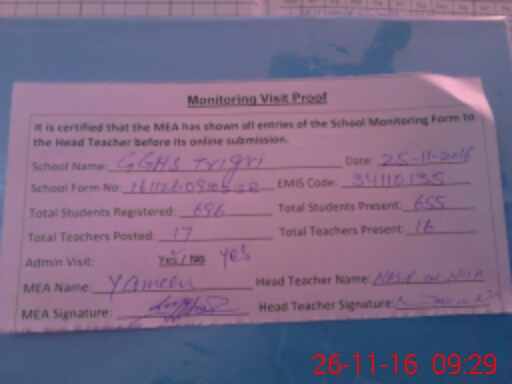 Monitoring Visit Proof
It is certified that the MEA has shown all entries of the School Monitoring Form to
the Head Teacher before its online submission.
School Name: GGHS Date: 25-11-2016
School Form No: EMIS Code: 34110135
Total Students Registered: 696 Total Students Present: 655
Total Teachers Posted: 17 Total Teachers Present: 16
Admin Visit: Yes / No yes
MEA Name: Yameen Head Teacher Name:
MEA Signature: Head Teacher Signature:
26-11-16 09:29